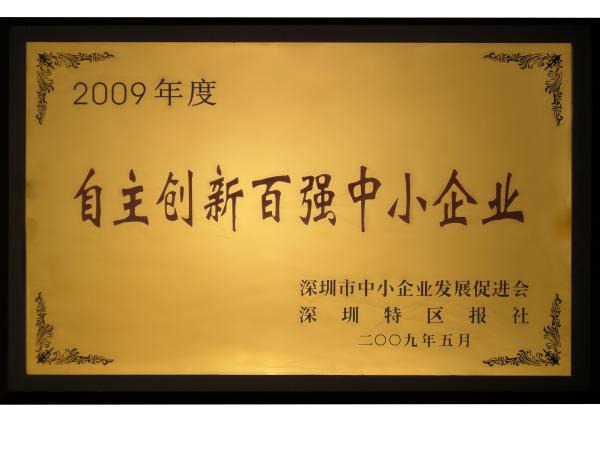 2009年度
自主创新百强中小企业
深圳市中小企业发展促进会
深圳特区报社
二〇〇九年五月